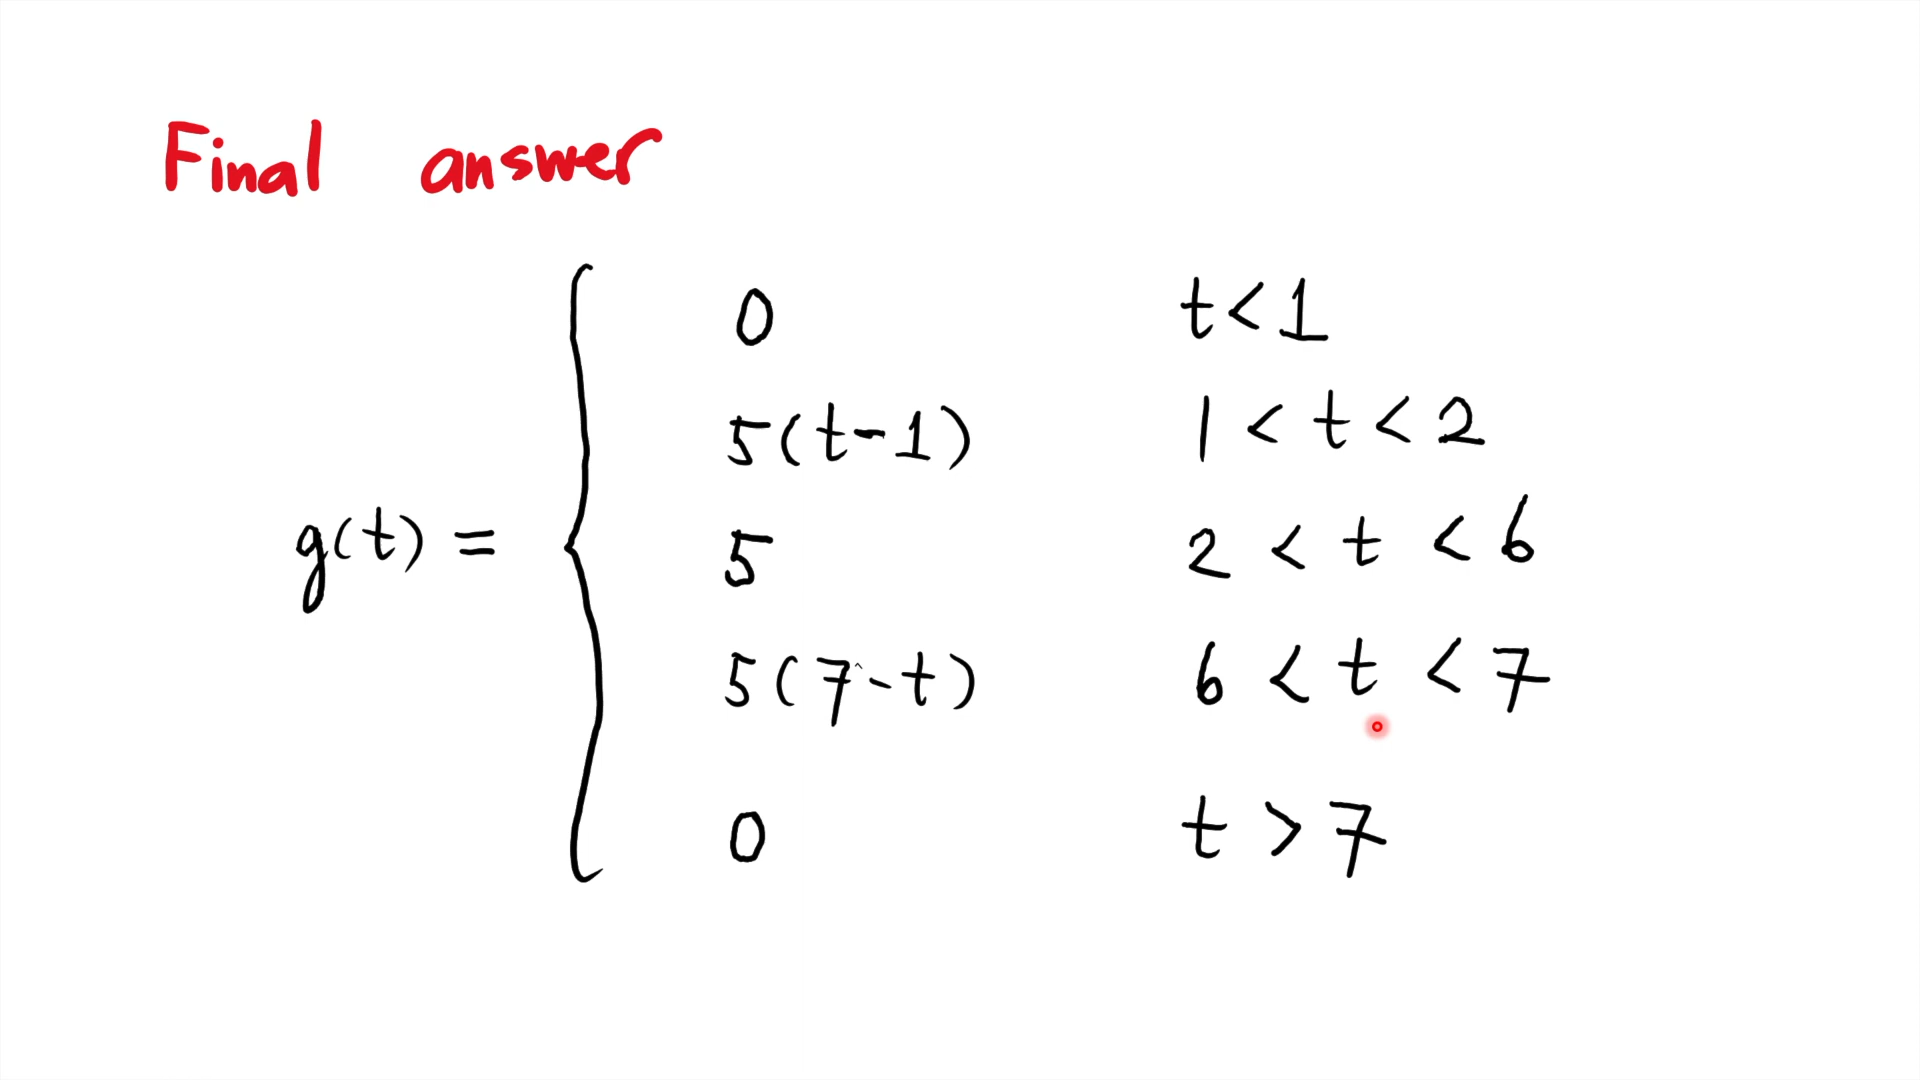 Final answer
0 t<1
5(t-1) 1 < t < 2
g(t) = 5 2 < t < 6
5(7-t) 6 < t < 7
0 t > 7